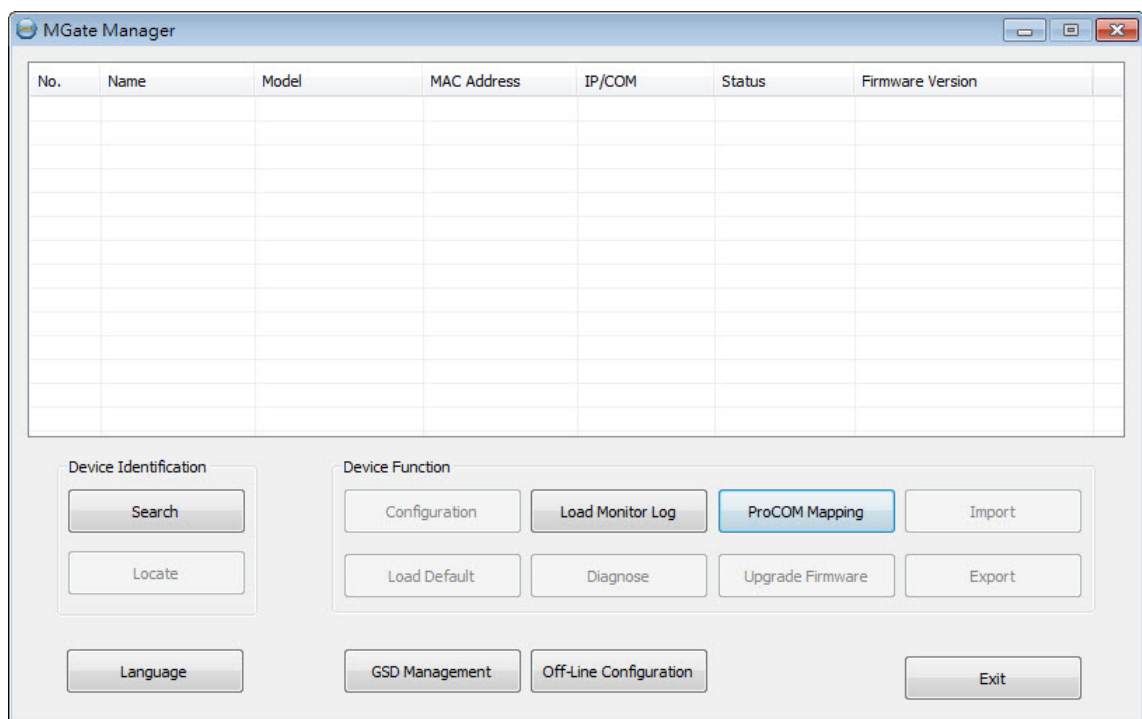 MGate Manager
No. Name Model MAC Address IP/COM Status Firmware Version
Device Identification Device Function
Search Configuration Load Monitor Log ProCOM Mapping Import
Locate Load Default Diagnose Upgrade Firmware Export
Language GSD Management Off-Line Configuration Exit